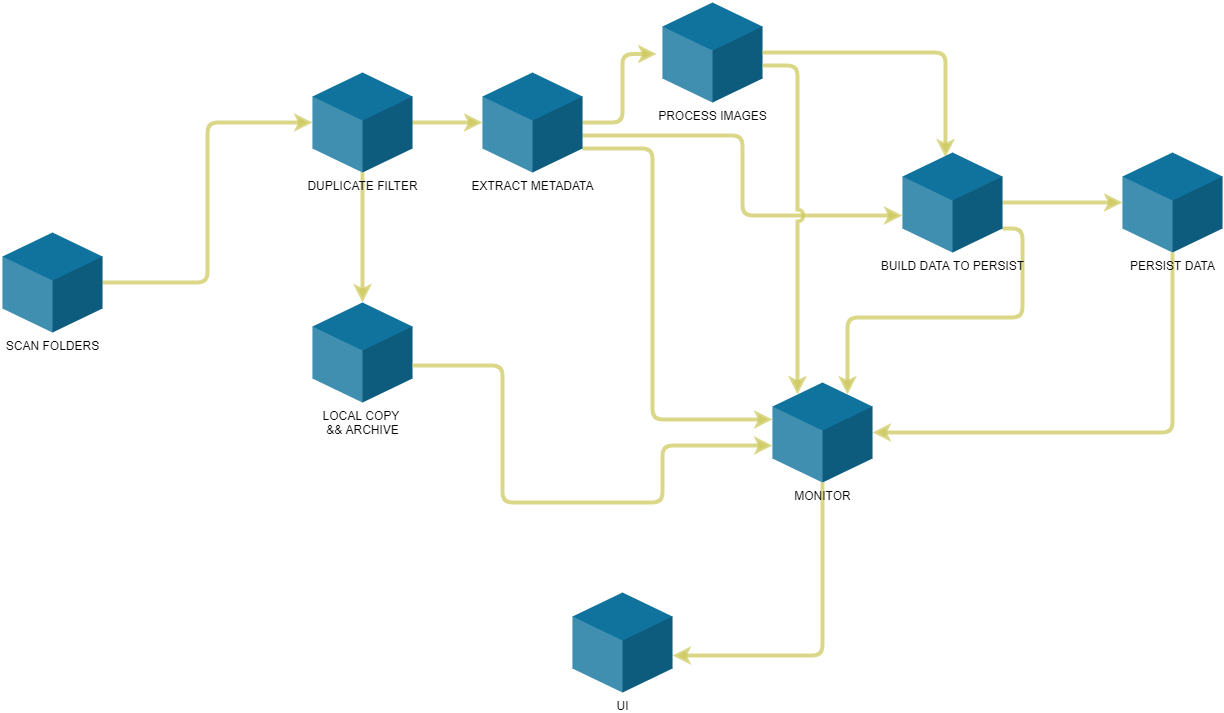 PROCESS IMAGES
DUPLICATE FILTER
EXTRACT METADATA
BUILD DATA TO PERSIST
PERSIST DATA
SCAN FOLDERS
LOCAL COPY
&& ARCHIVE
MONITOR
UI